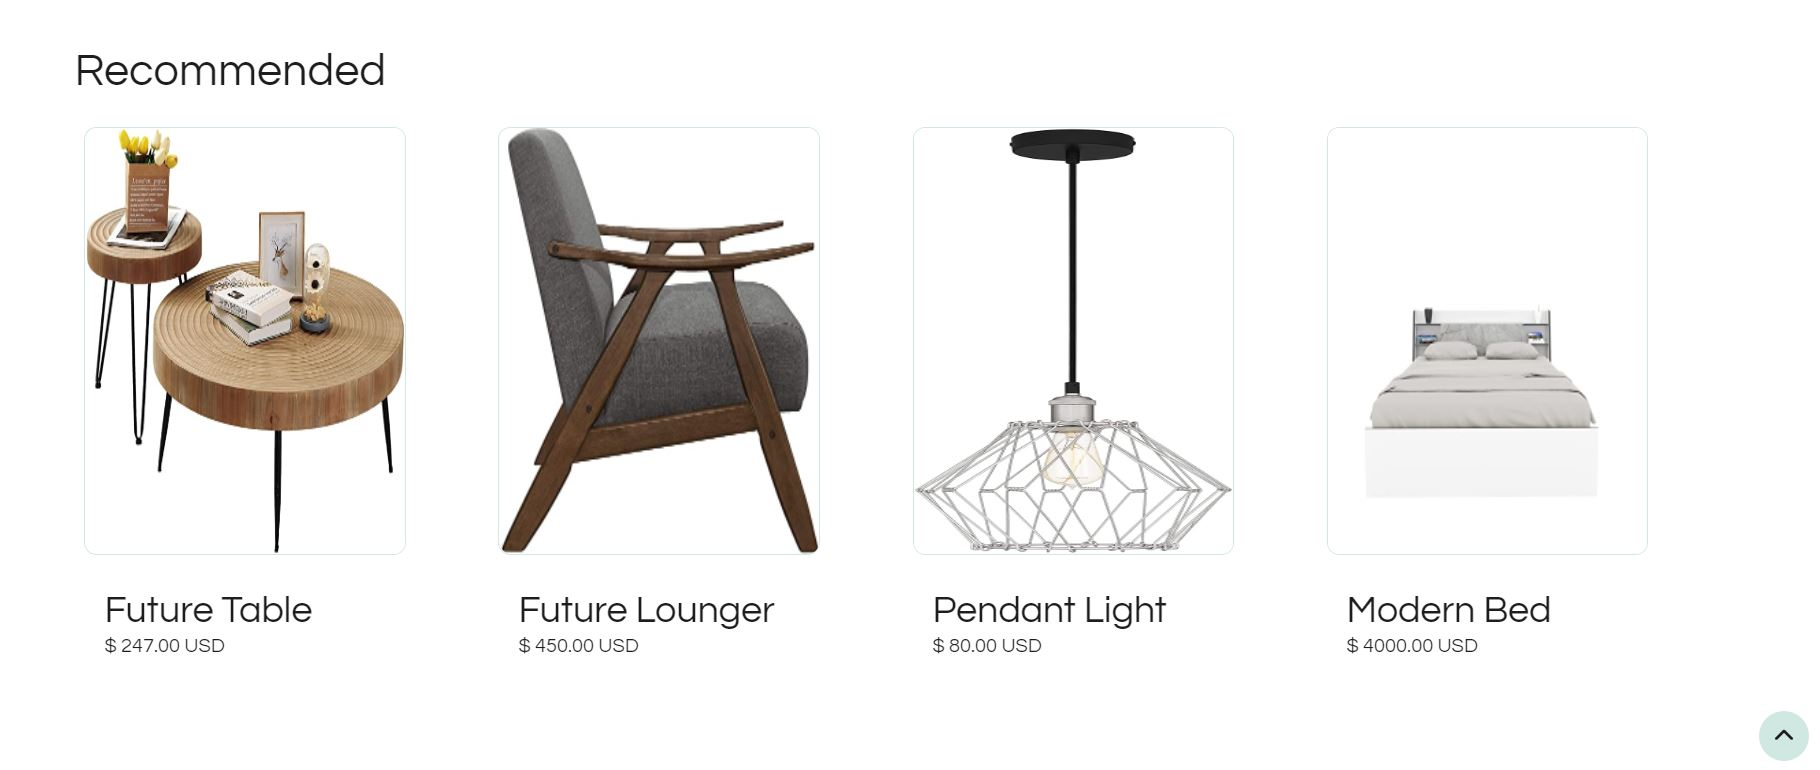 Recommended
Future Table
$ 247.00 USD
Future Lounger
$ 450.00 USD
Pendant Light
$ 80.00 USD
Modern Bed
$ 4000.00 USD